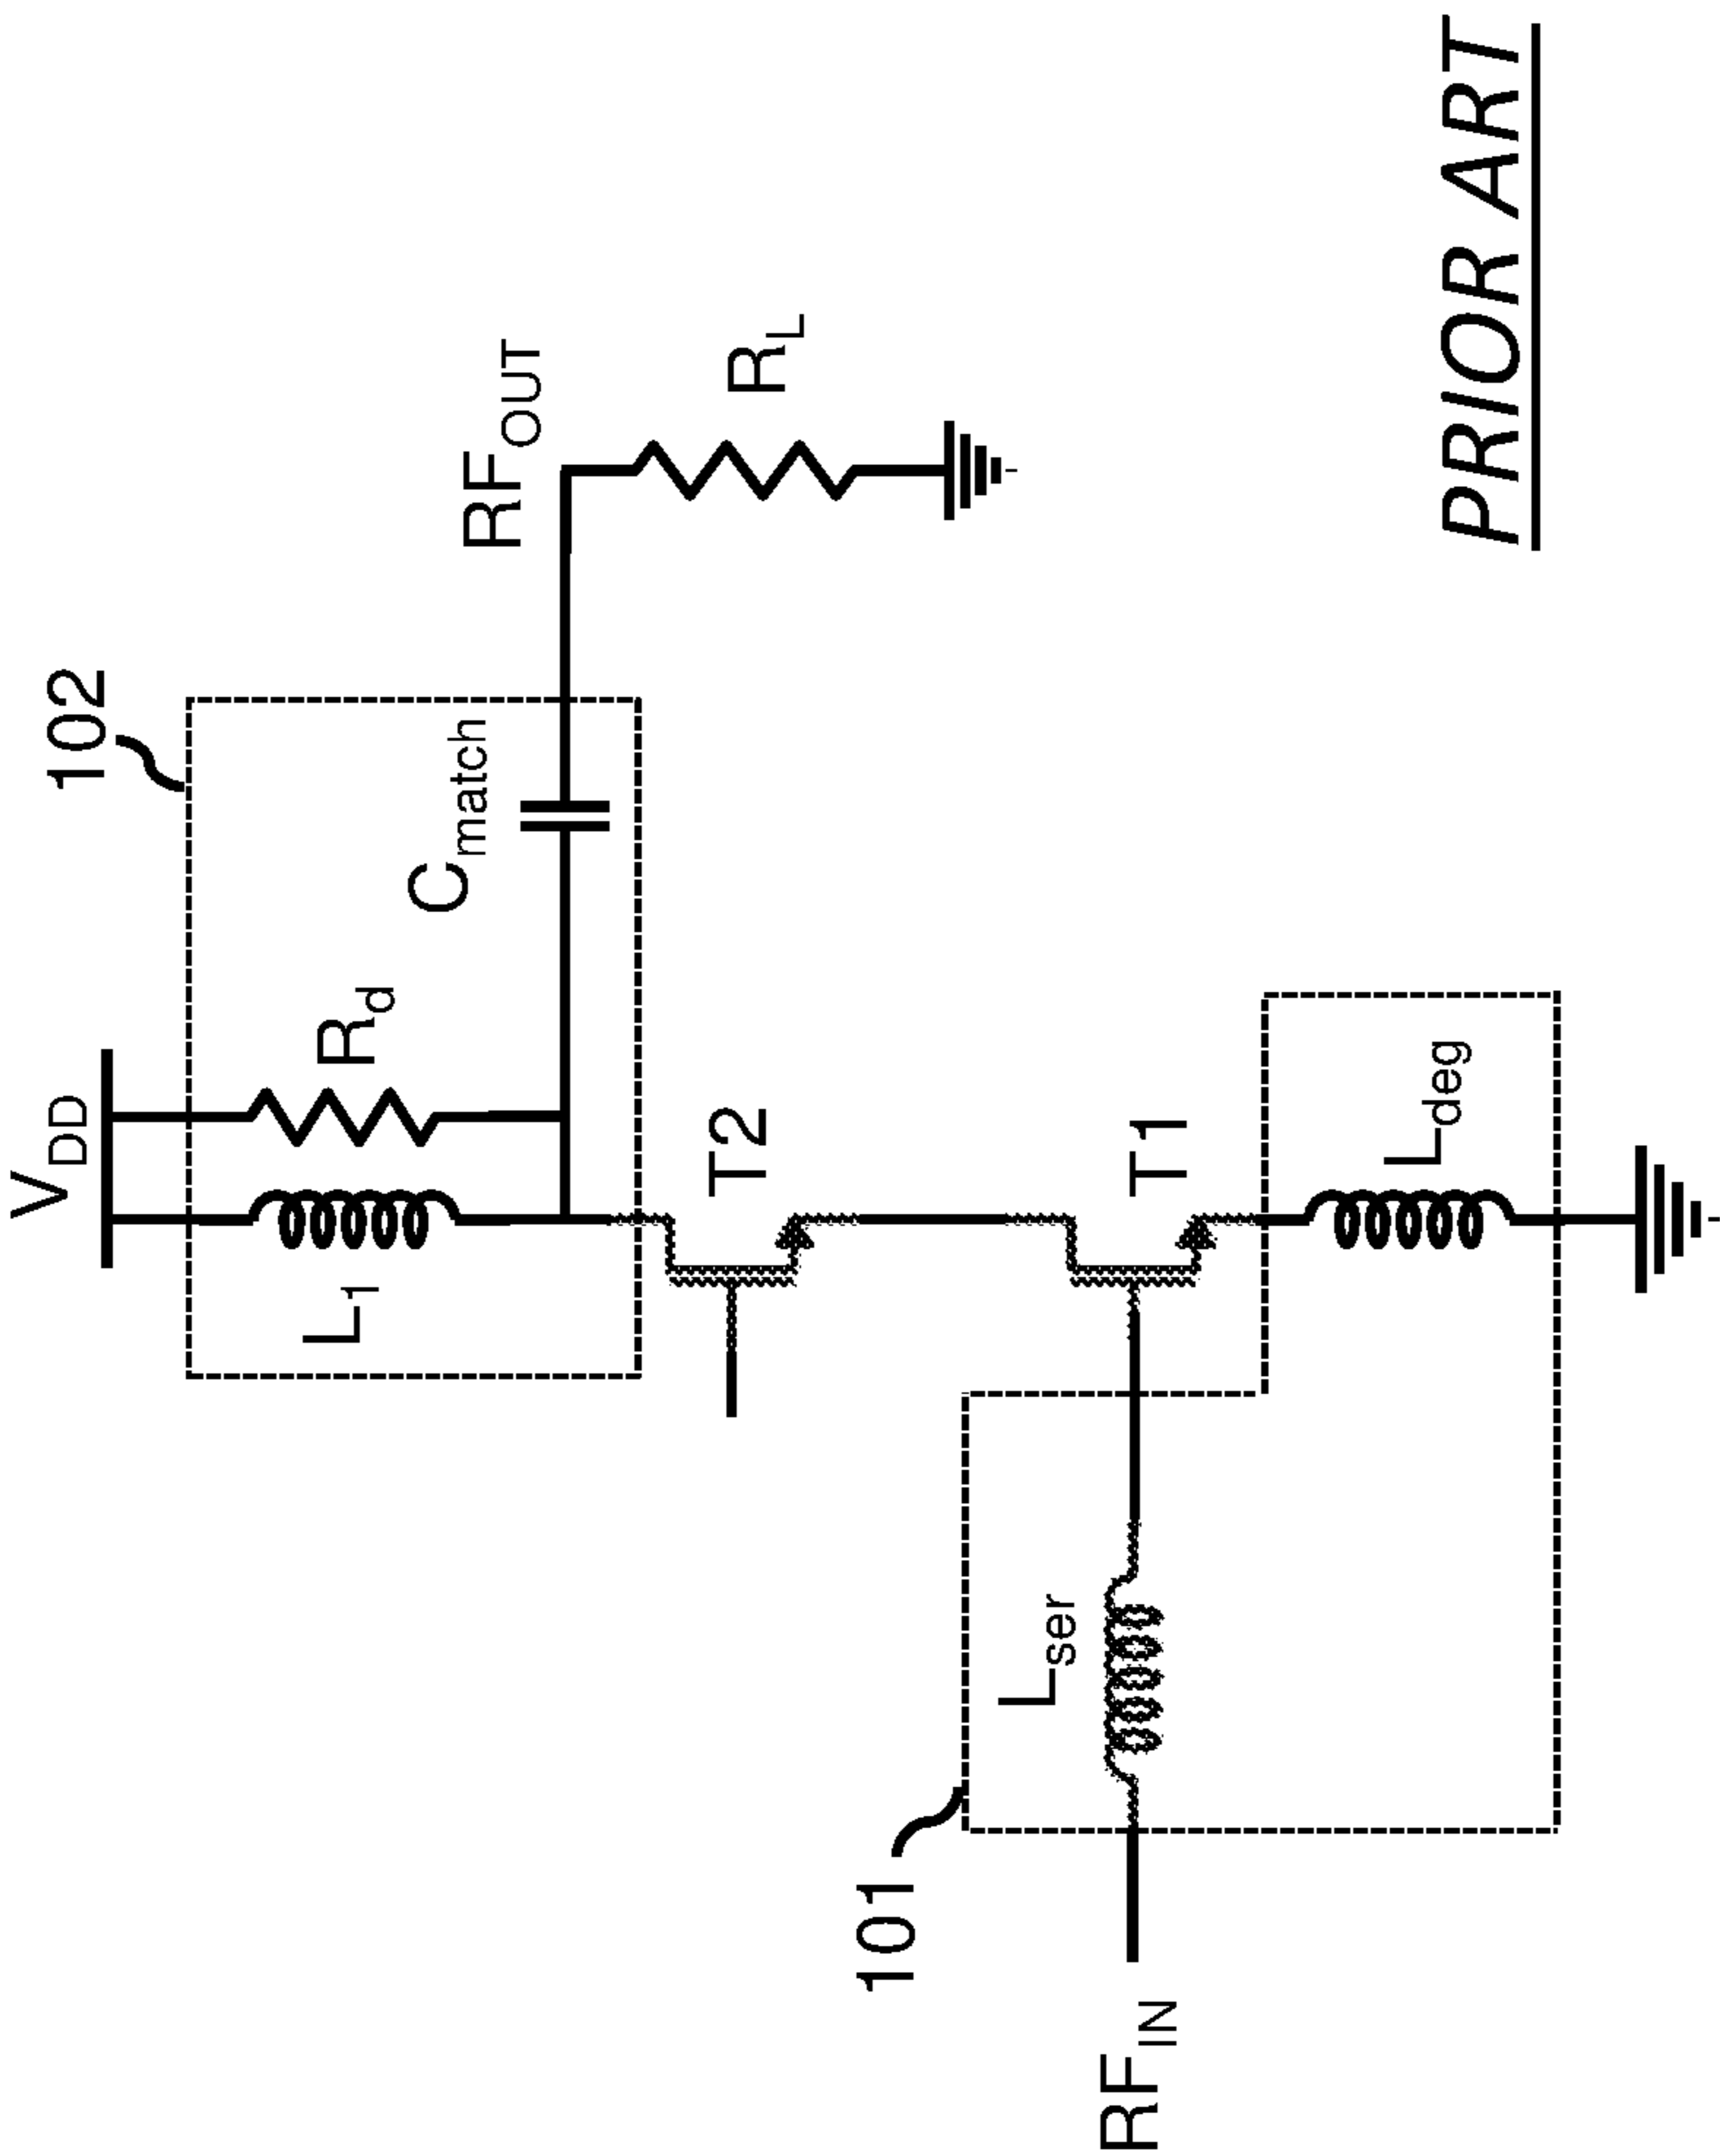 V_DD
102
L_1
R_d
C_match
RF_OUT
R_L
T2
T1
101
L_ser
L_deg
RF_IN
PRIOR ART